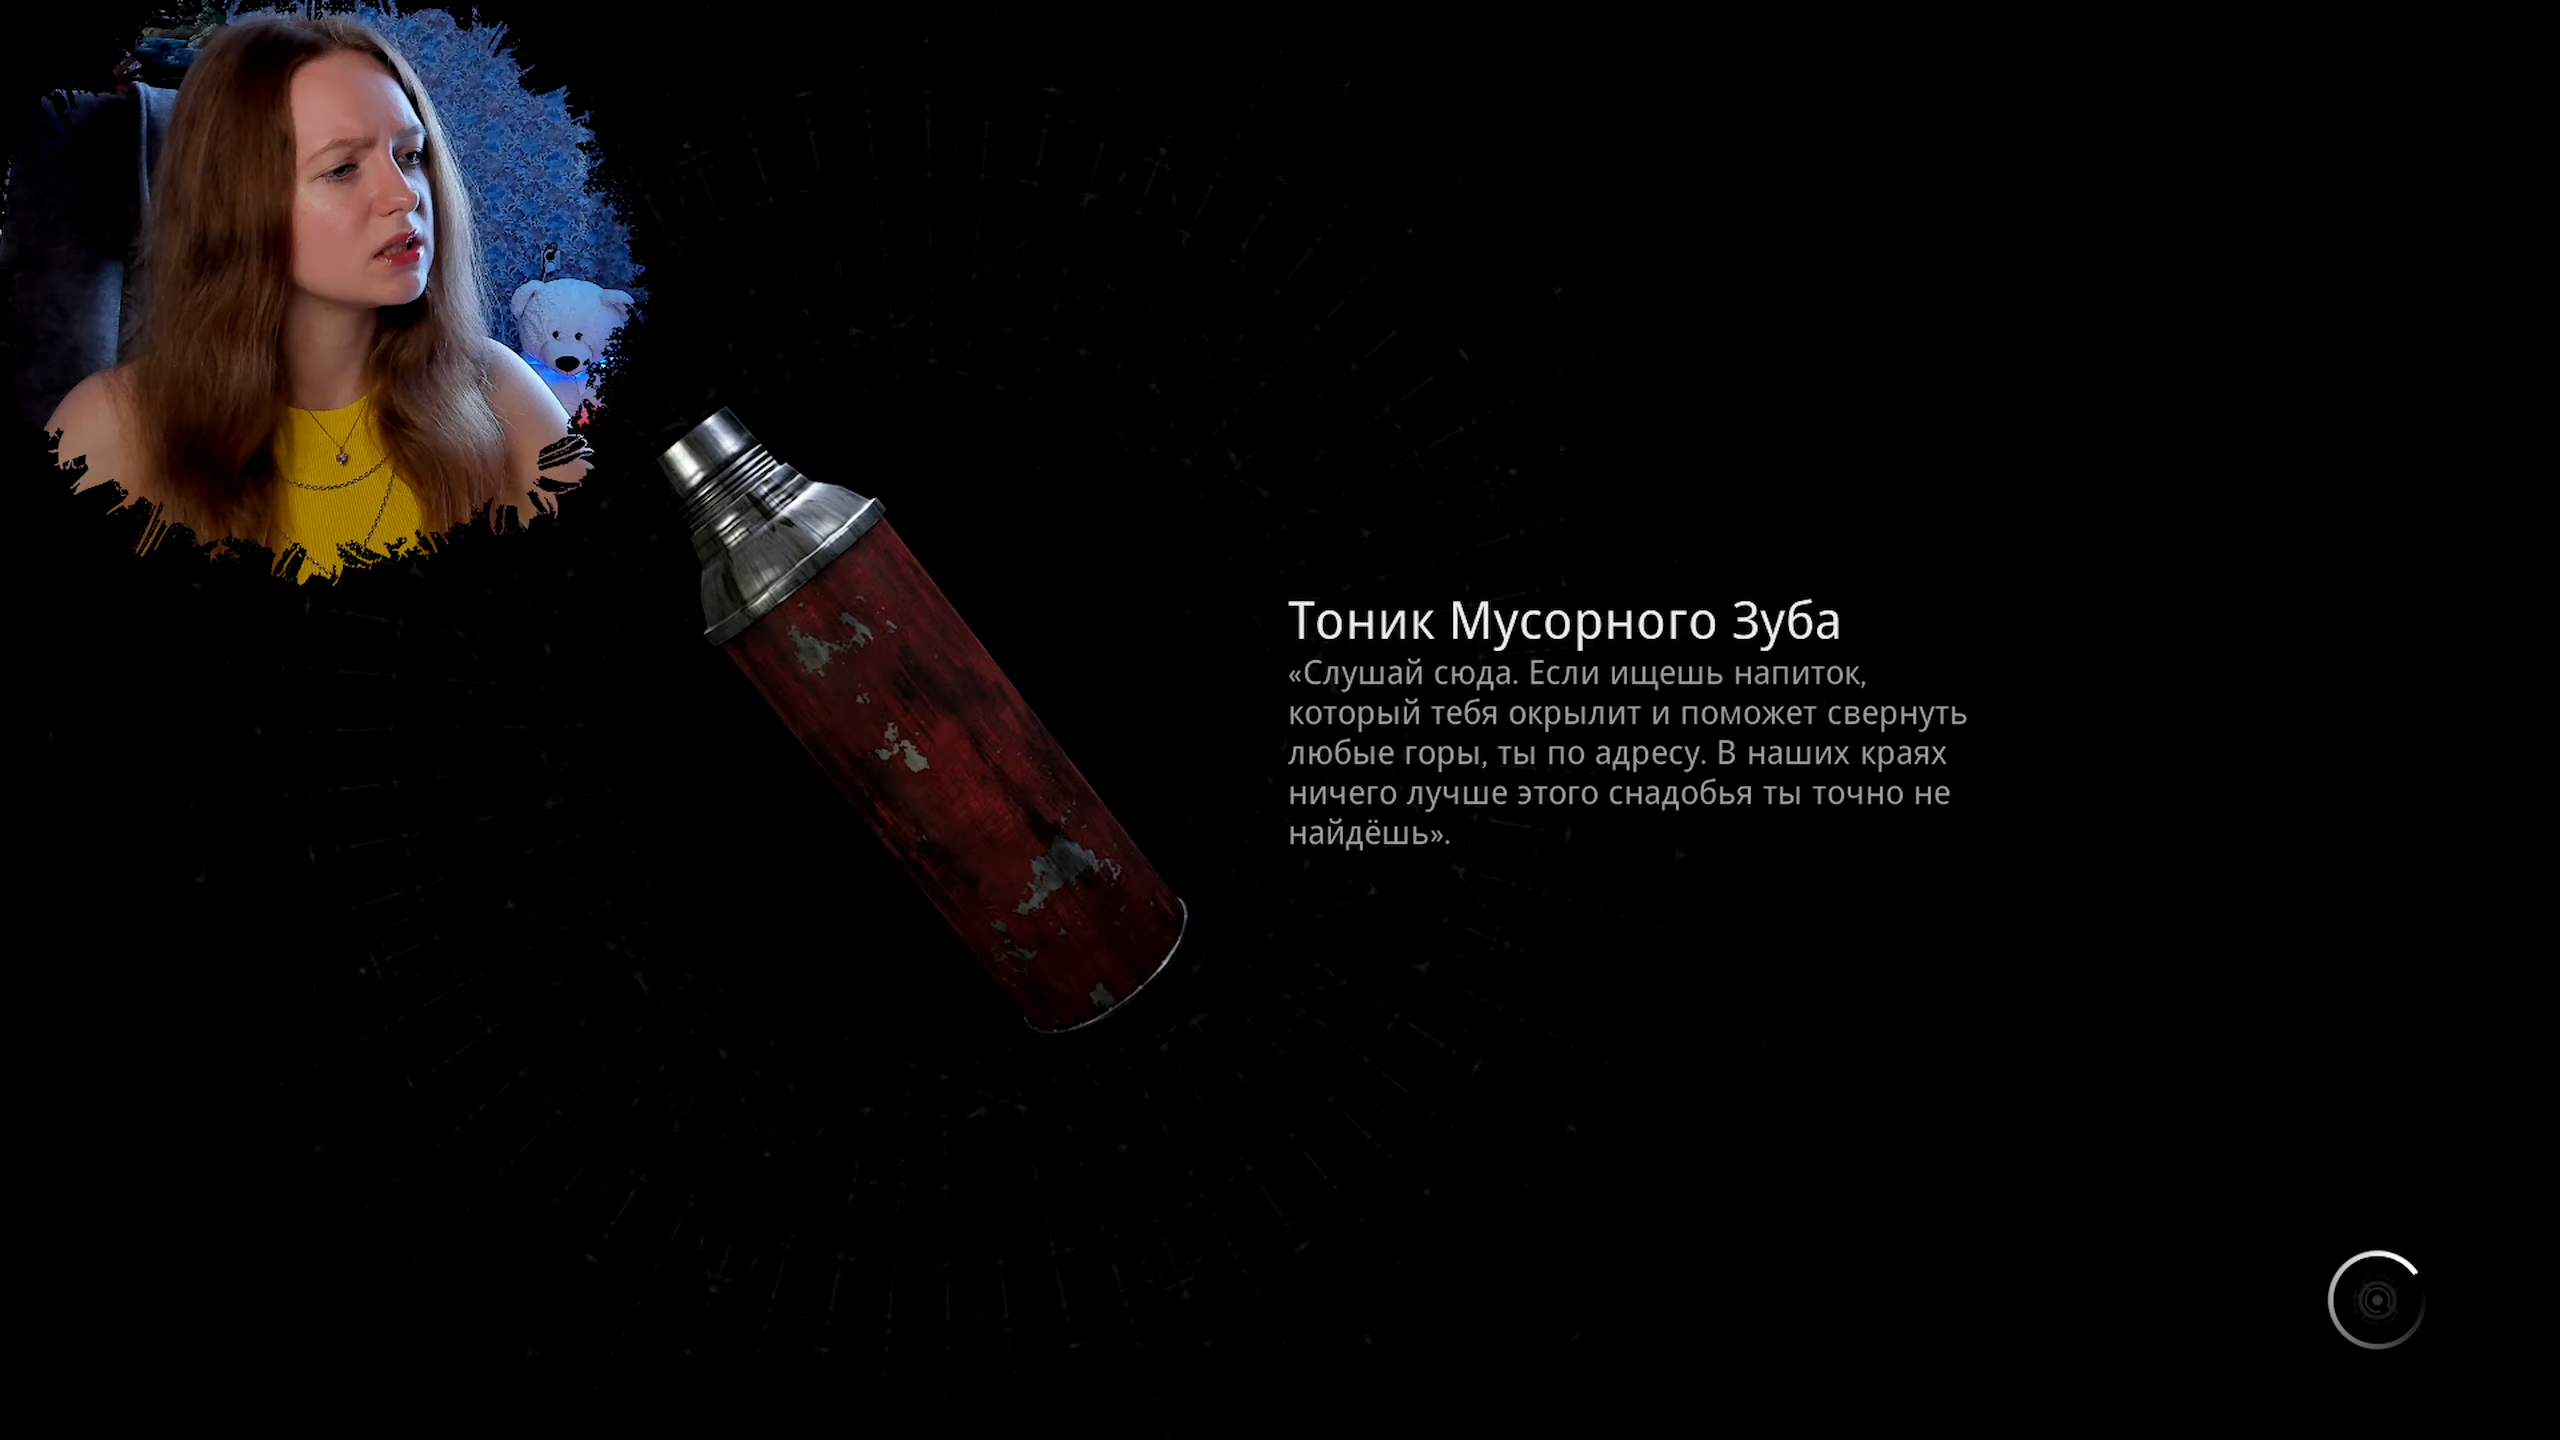 Тоник Мусорного Зуба
«Слушай сюда. Если ищешь напиток,
который тебя окрылит и поможет свернуть
любые горы, ты по адресу. В наших краях
ничего лучше этого снадобья ты точно не
найдёшь».